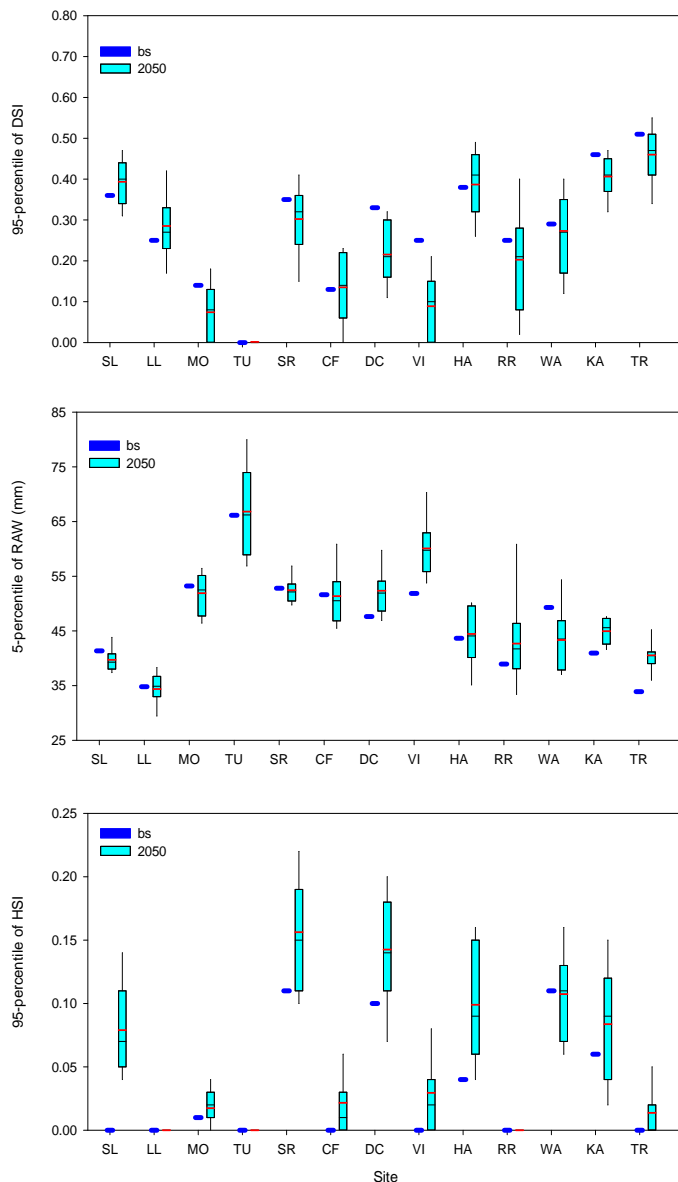 0.80
bs
2050
0.70
0.60
0.50
0.40
0.30
0.20
0.10
0.00
95-percentile of DSI
SL LL MO TU SR CF DC VI HA RR WA KA TR
85
bs
2050
75
65
55
45
35
25
5-percentile of RAW (mm)
SL LL MO TU SR CF DC VI HA RR WA KA TR
0.25
bs
2050
0.20
0.15
0.10
0.05
0.00
95-percentile of HSI
SL LL MO TU SR CF DC VI HA RR WA KA TR
Site